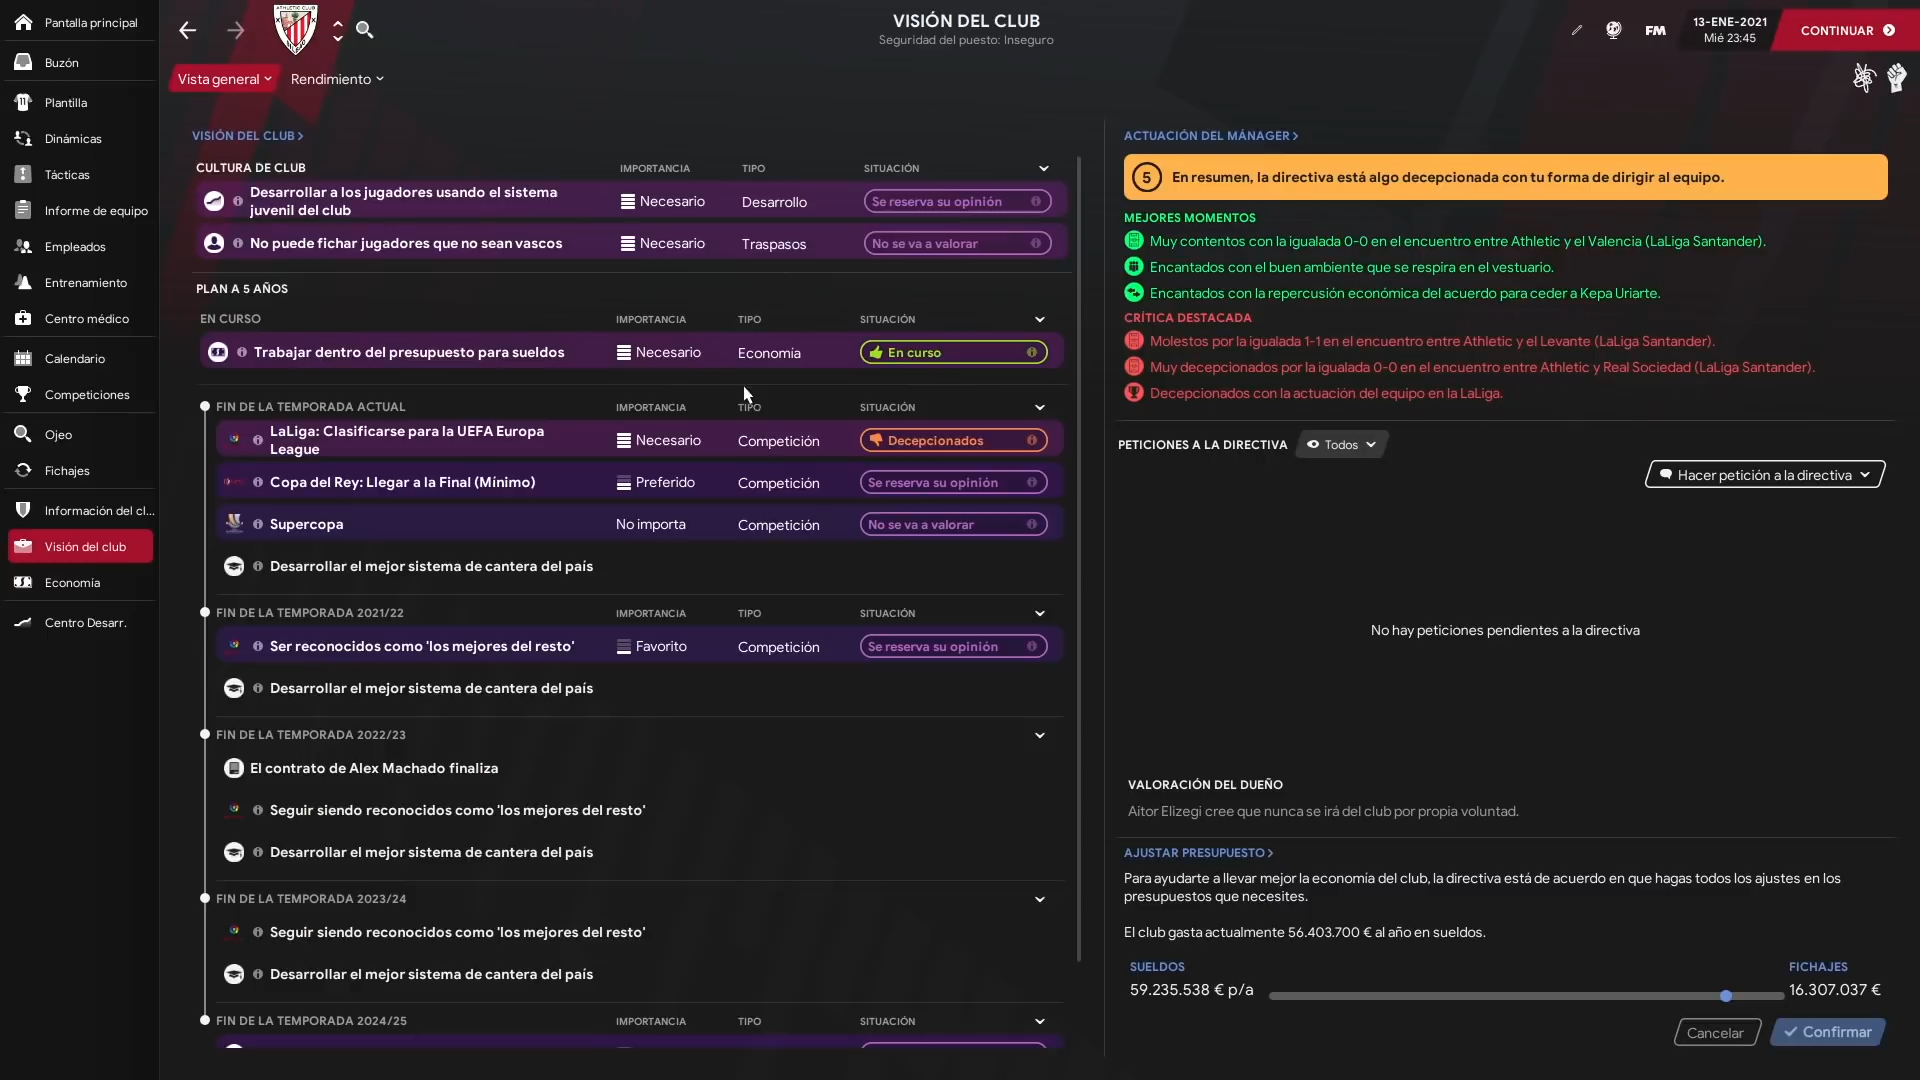 Pantalla principal
Buzón
Plantilla
Dinámicas
Tácticas
Informe de equipo
Empleados
Entrenamiento
Centro médico
Calendario
Competiciones
Ojeo
Fichajes
Información del cl...
Visión del club
Economía
Centro Desarr.
VISIÓN DEL CLUB
Seguridad del puesto: Inseguro
FM
13-ENE-2021
Mié 23:45
CONTINUAR
Vista general
Rendimiento
VISIÓN DEL CLUB >
CULTURA DE CLUB IMPORTANCIA TIPO SITUACIÓN
Desarrollar a los jugadores usando el sistema
juvenil del club
Necesario Desarrollo Se reserva su opinión
No puede fichar jugadores que no sean vascos Necesario Traspasos No se va a valorar
PLAN A 5 AÑOS
EN CURSO IMPORTANCIA TIPO SITUACIÓN
Trabajar dentro del presupuesto para sueldos Necesario Economía En curso
FIN DE LA TEMPORADA ACTUAL IMPORTANCIA TIPO SITUACIÓN
LaLiga: Clasificarse para la UEFA Europa
League
Necesario Competición Decepcionados
Copa del Rey: Llegar a la Final (Mínimo) Preferido Competición Se reserva su opinión
Supercopa No importa Competición No se va a valorar
Desarrollar el mejor sistema de cantera del país
FIN DE LA TEMPORADA 2021/22 IMPORTANCIA TIPO SITUACIÓN
Ser reconocidos como 'los mejores del resto' Favorito Competición Se reserva su opinión
Desarrollar el mejor sistema de cantera del país
FIN DE LA TEMPORADA 2022/23
El contrato de Alex Machado finaliza
Seguir siendo reconocidos como 'los mejores del resto'
Desarrollar el mejor sistema de cantera del país
FIN DE LA TEMPORADA 2023/24
Seguir siendo reconocidos como 'los mejores del resto'
Desarrollar el mejor sistema de cantera del país
FIN DE LA TEMPORADA 2024/25 IMPORTANCIA TIPO SITUACIÓN
ACTUACIÓN DEL MÁNAGER >
5 En resumen, la directiva está algo decepcionada con tu forma de dirigir al equipo.
MEJORES MOMENTOS
Muy contentos con la igualada 0-0 en el encuentro entre Athletic y el Valencia (LaLiga Santander).
Encantados con el buen ambiente que se respira en el vestuario.
Encantados con la repercusión económica del acuerdo para ceder a Kepa Uriarte.
CRÍTICA DESTACADA
Molestos por la igualada 1-1 en el encuentro entre Athletic y el Levante (LaLiga Santander).
Muy decepcionados por la igualada 0-0 en el encuentro entre Athletic y Real Sociedad (LaLiga Santander).
Decepcionados con la actuación del equipo en la LaLiga.
PETICIONES A LA DIRECTIVA Todos
Hacer petición a la directiva
No hay peticiones pendientes a la directiva
VALORACIÓN DEL DUEÑO
Aitor Elizegi cree que nunca se irá del club por propia voluntad.
AJUSTAR PRESUPUESTO >
Para ayudarte a llevar mejor la economía del club, la directiva está de acuerdo en que hagas todos los ajustes en los
presupuestos que necesites.
El club gasta actualmente 56.403.700 € al año en sueldos.
SUELDOS FICHAJES
59.235.538 € p/a 16.307.037 €
Cancelar Confirmar